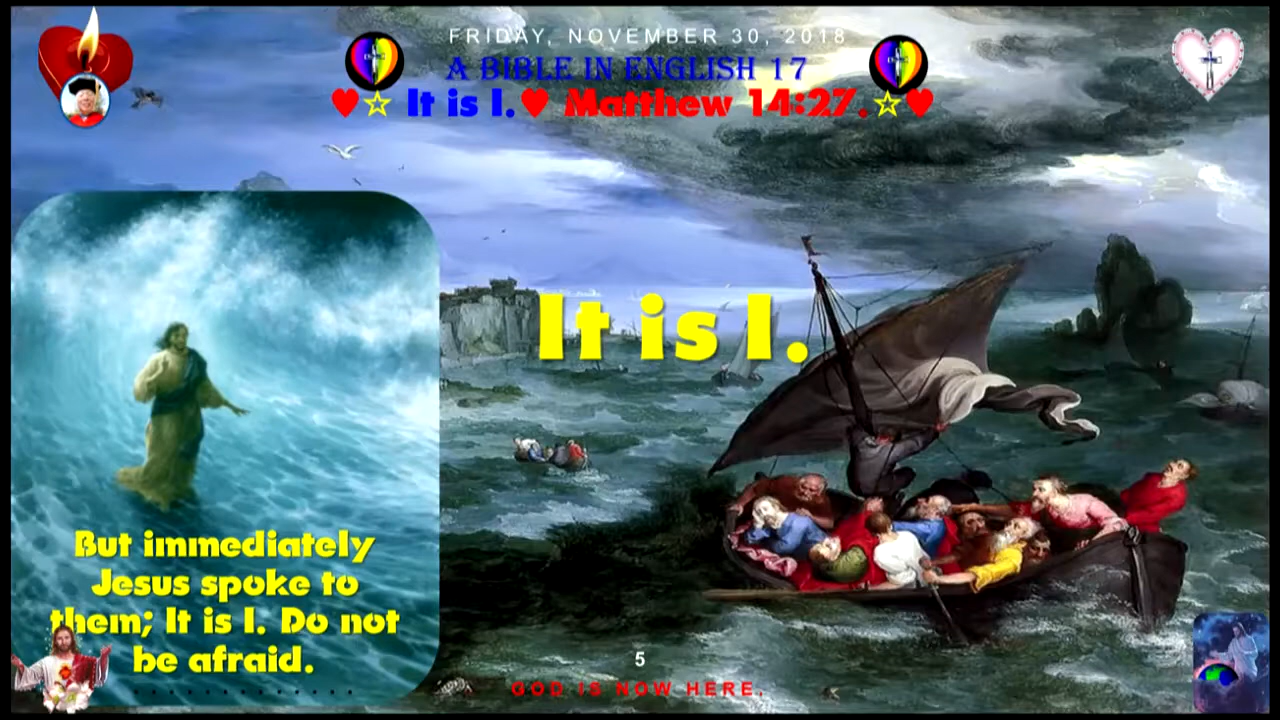 FRIDAY, NOVEMBER 30, 2018
A BIBLE IN ENGLISH 17
It is I. Matthew 14:27.
It is I.
But immediately
Jesus spoke to
them; It is I. Do not
be afraid.
5
GOD IS NOW HERE.